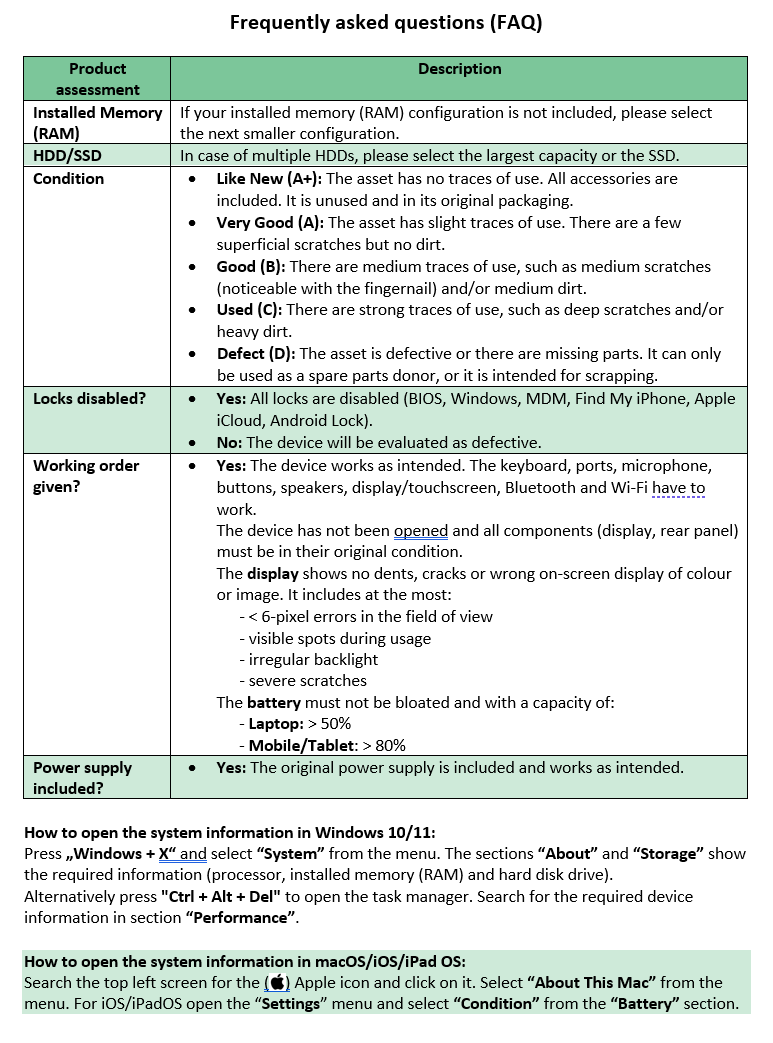 Frequently asked questions (FAQ)
Product
assessment
Description
Installed Memory
(RAM)
If your installed memory (RAM) configuration is not included, please select
the next smaller configuration.
HDD/SSD
In case of multiple HDDs, please select the largest capacity or the SSD.
Condition
• Like New (A+): The asset has no traces of use. All accessories are
included. It is unused and in its original packaging.
• Very Good (A): The asset has slight traces of use. There are a few
superficial scratches but no dirt.
• Good (B): There are medium traces of use, such as medium scratches
(noticeable with the fingernail) and/or medium dirt.
• Used (C): There are strong traces of use, such as deep scratches and/or
heavy dirt.
• Defect (D): The asset is defective or there are missing parts. It can only
be used as a spare parts donor, or it is intended for scrapping.
Locks disabled?
• Yes: All locks are disabled (BIOS, Windows, MDM, Find My iPhone, Apple
iCloud, Android Lock).
• No: The device will be evaluated as defective.
Working order
given?
• Yes: The device works as intended. The keyboard, ports, microphone,
buttons, speakers, display/touchscreen, Bluetooth and Wi-Fi have to
work.
The device has not been opened and all components (display, rear panel)
must be in their original condition.
The display shows no dents, cracks or wrong on-screen display of colour
or image. It includes at the most:
- < 6-pixel errors in the field of view
- visible spots during usage
- irregular backlight
- severe scratches
The battery must not be bloated and with a capacity of:
- Laptop: > 50%
- Mobile/Tablet: > 80%
Power supply
included?
• Yes: The original power supply is included and works as intended.
How to open the system information in Windows 10/11:
Press „Windows + X“ and select “System” from the menu. The sections “About” and “Storage” show
the required information (processor, installed memory (RAM) and hard disk drive).
Alternatively press "Ctrl + Alt + Del" to open the task manager. Search for the required device
information in section “Performance”.
How to open the system information in macOS/iOS/iPad OS:
Search the top left screen for the () Apple icon and click on it. Select “About This Mac” from the
menu. For iOS/iPadOS open the “Settings” menu and select “Condition” from the “Battery” section.